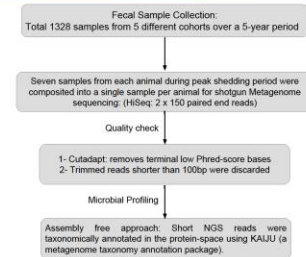 Fecal Sample Collection:
Total 1328 samples from 5 different cohorts over a 5-year period
Seven samples from each animal during peak shedding period were
composited into a single sample per animal for shotgun Metagenome
sequencing: (HiSeq: 2 x 150 paired end reads)
Quality check
1- Cutadapt: removes terminal low Phred-score bases
2- Trimmed reads shorter than 100bp were discarded
Microbial Profiling
Assembly free approach: Short NGS reads were
taxonomically annotated in the protein-space using KAIJU (a
metagenome taxonomy annotation package).